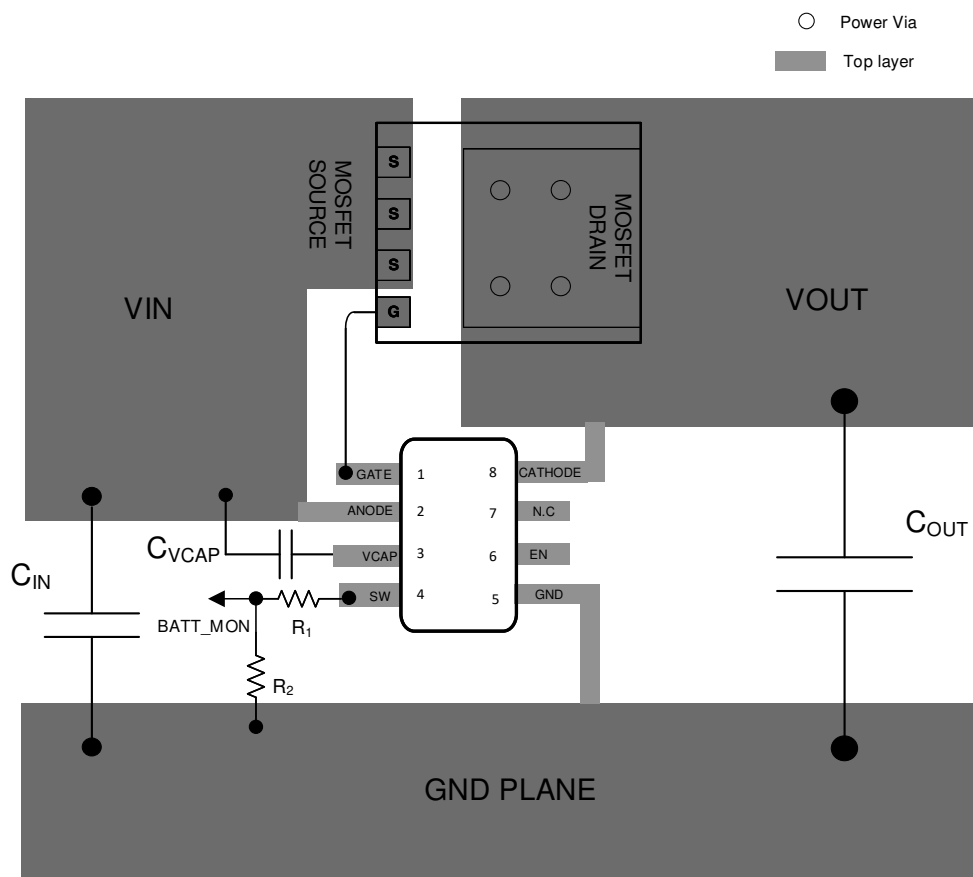 Power Via
Top layer
S
S
S
G
MOSFET
SOURCE
MOSFET
DRAIN
VIN
VOUT
GATE
1
8
CATHODE
ANODE
2
7
N.C
VCAP
3
6
EN
SW
4
5
GND
CVCAP
CIN
COUT
BATT_MON
R1
R2
GND PLANE